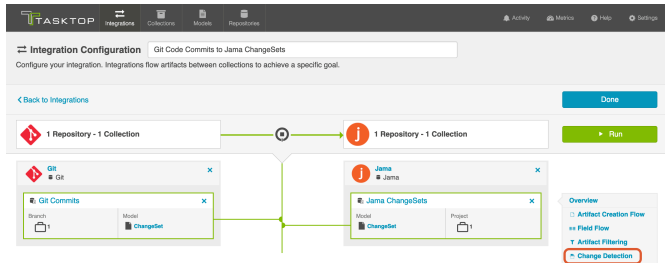 TASKTOP
Integrations
Collections
Models
Repositories
Activity
Metrics
Help
Settings
Integration Configuration
Git Code Commits to Jama ChangeSets
Configure your integration. Integrations flow artifacts between collections to achieve a specific goal.
Back to Integrations
Done
1 Repository - 1 Collection
1 Repository - 1 Collection
Run
Git
Git
Git Commits
Branch
1
Model
ChangeSet
Jama
Jama
Jama ChangeSets
Model
ChangeSet
Project
1
Overview
Artifact Creation Flow
Field Flow
Artifact Filtering
Change Detection